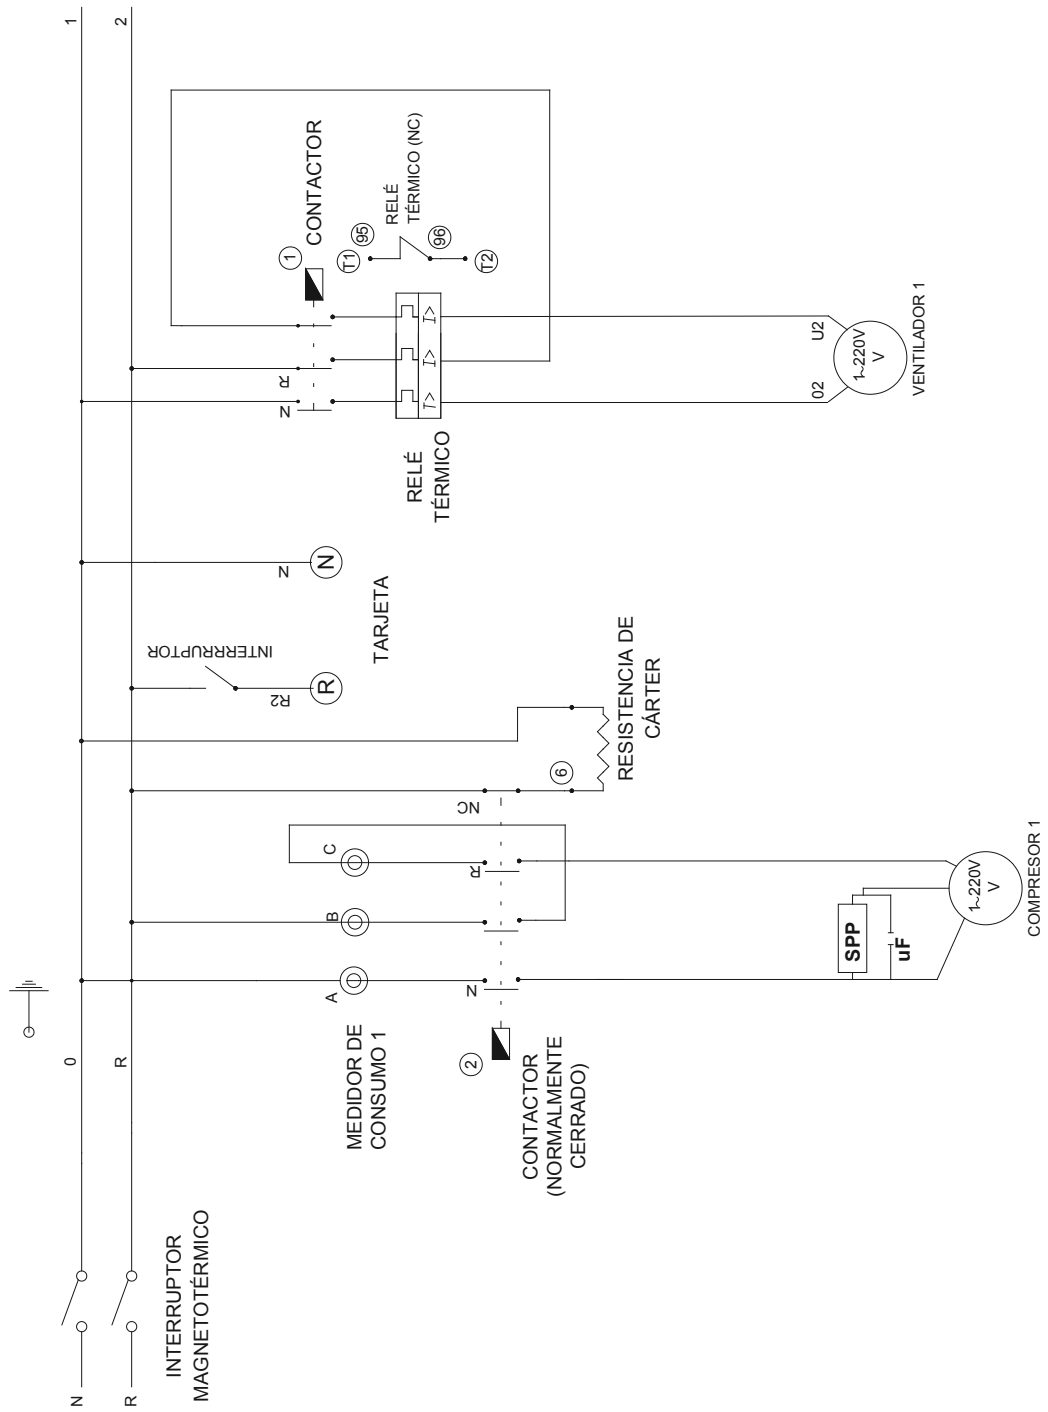 N
R
INTERRUPTOR
MAGNETOTÉRMICO
0
R
MEDIDOR DE
CONSUMO 1
A
B
C
2
CONTACTOR
(NORMALMENTE
CERRADO)
N
R
NC
6
SPP
uF
1~220V
V
COMPRESOR 1
RESISTENCIA DE
CÁRTER
INTERRRUPTOR
R2
R
N
N
TARJETA
N
R
1
CONTACTOR
RELÉ
TÉRMICO
I>
I>
I>
T1
95
RELÉ
TÉRMICO (NC)
96
T2
02
U2
1~220V
V
VENTILADOR 1
1
2